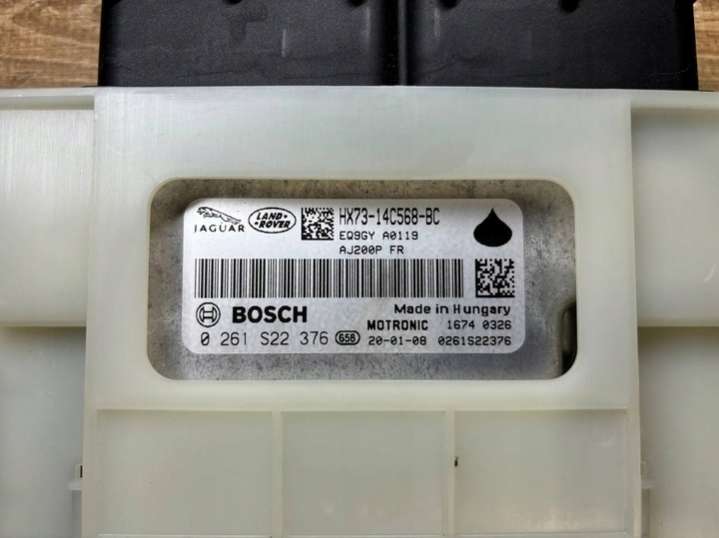 JAGUAR
LAND-ROVER
HX73-14C568-BC
EQ9GY A0119
AJ200P FR
BOSCH
Made in Hungary
MOTRONIC 1674 0326
0 261 S22 376 658 20-01-08 0261S22376